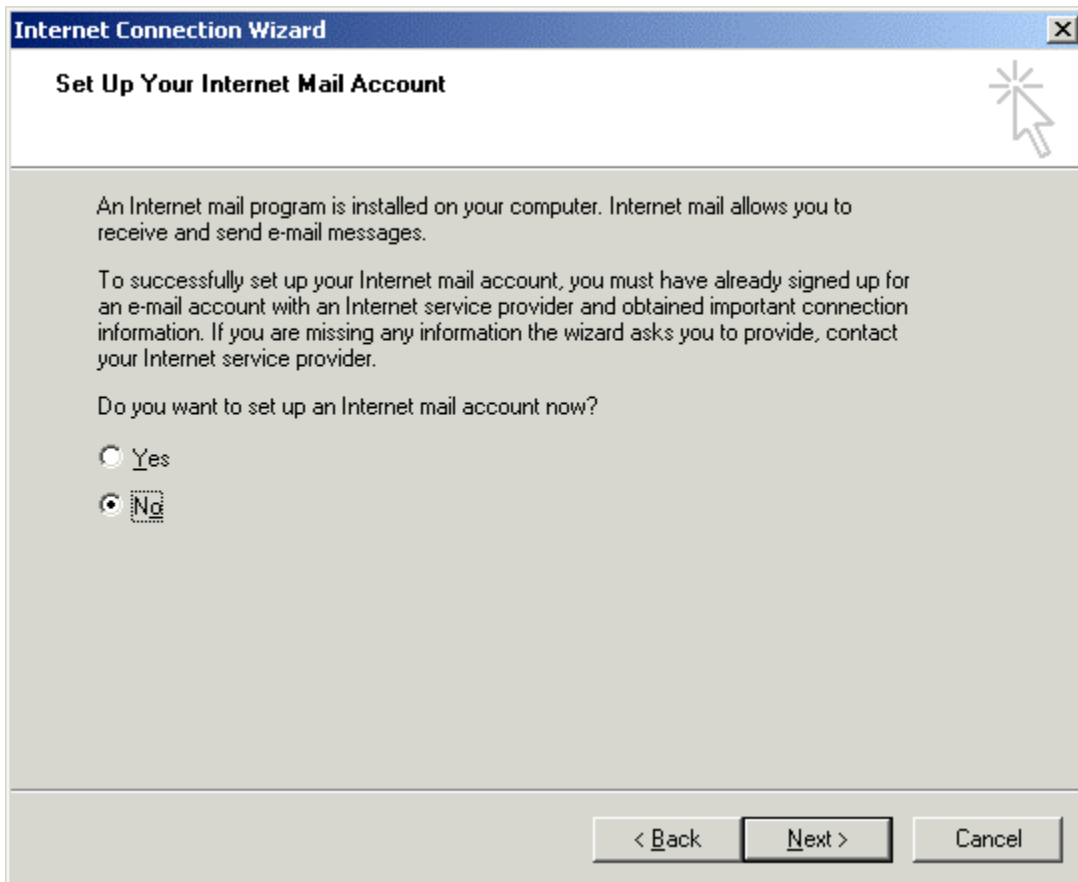 Internet Connection Wizard
Set Up Your Internet Mail Account
An Internet mail program is installed on your computer. Internet mail allows you to
receive and send e-mail messages.
To successfully set up your Internet mail account, you must have already signed up for
an e-mail account with an Internet service provider and obtained important connection
information. If you are missing any information the wizard asks you to provide, contact
your Internet service provider.
Do you want to set up an Internet mail account now?
Yes
No
< Back
Next >
Cancel